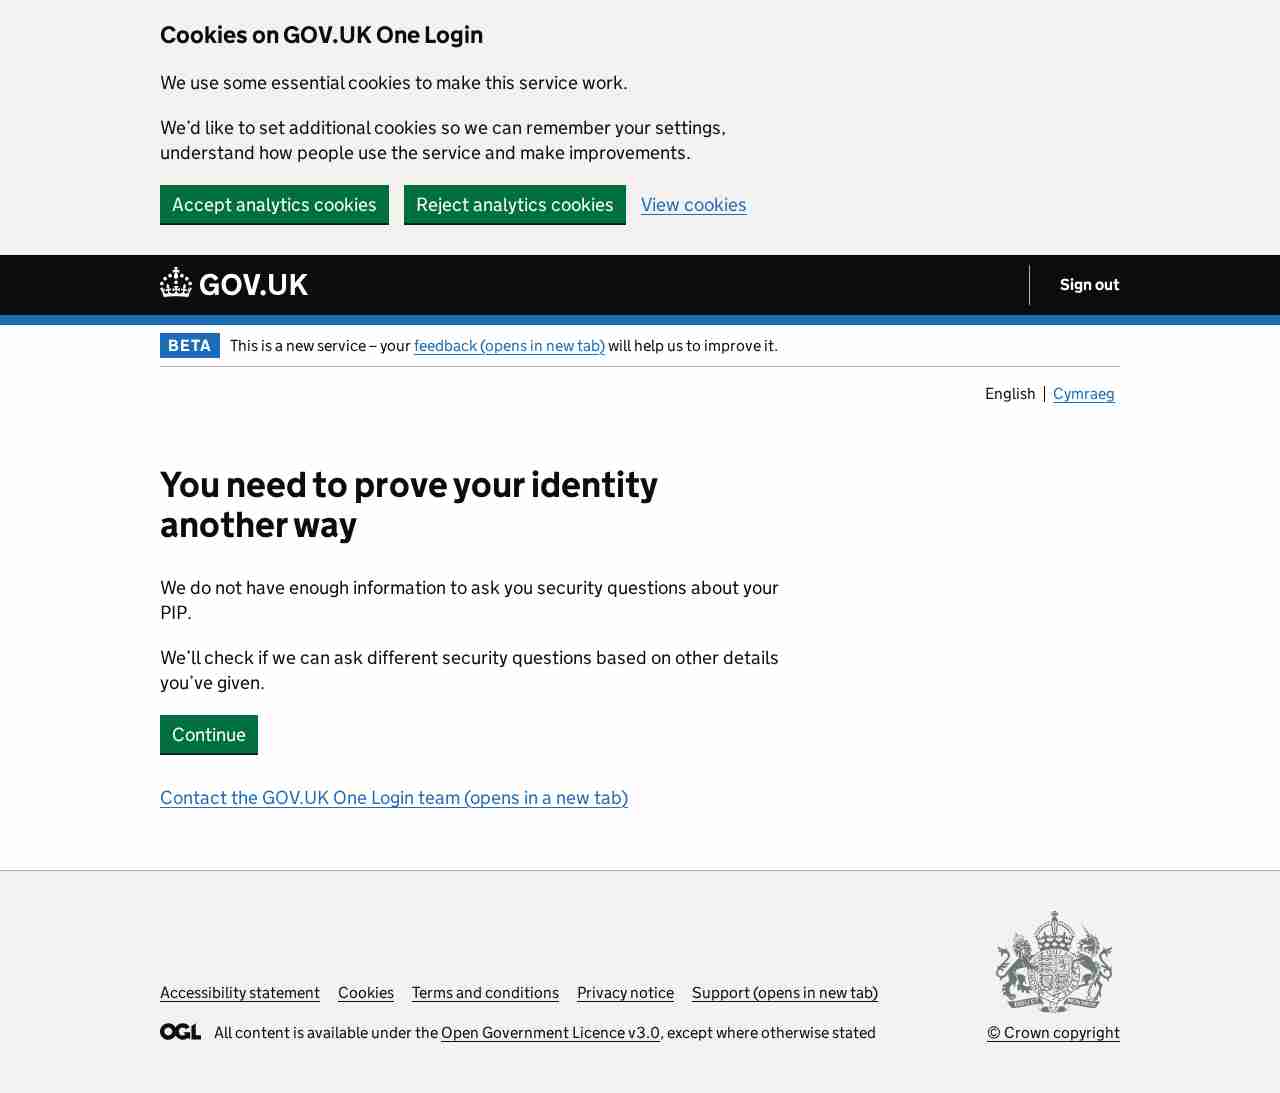 Cookies on GOV.UK One Login
We use some essential cookies to make this service work.
We’d like to set additional cookies so we can remember your settings,
understand how people use the service and make improvements.
Accept analytics cookies
Reject analytics cookies
View cookies
GOV.UK
Sign out
BETA
This is a new service – your feedback (opens in new tab) will help us to improve it.
English
Cymraeg
You need to prove your identity
another way
We do not have enough information to ask you security questions about your
PIP.
We’ll check if we can ask different security questions based on other details
you’ve given.
Continue
Contact the GOV.UK One Login team (opens in a new tab)
Accessibility statement
Cookies
Terms and conditions
Privacy notice
Support (opens in new tab)
OGL
All content is available under the Open Government Licence v3.0, except where otherwise stated
© Crown copyright